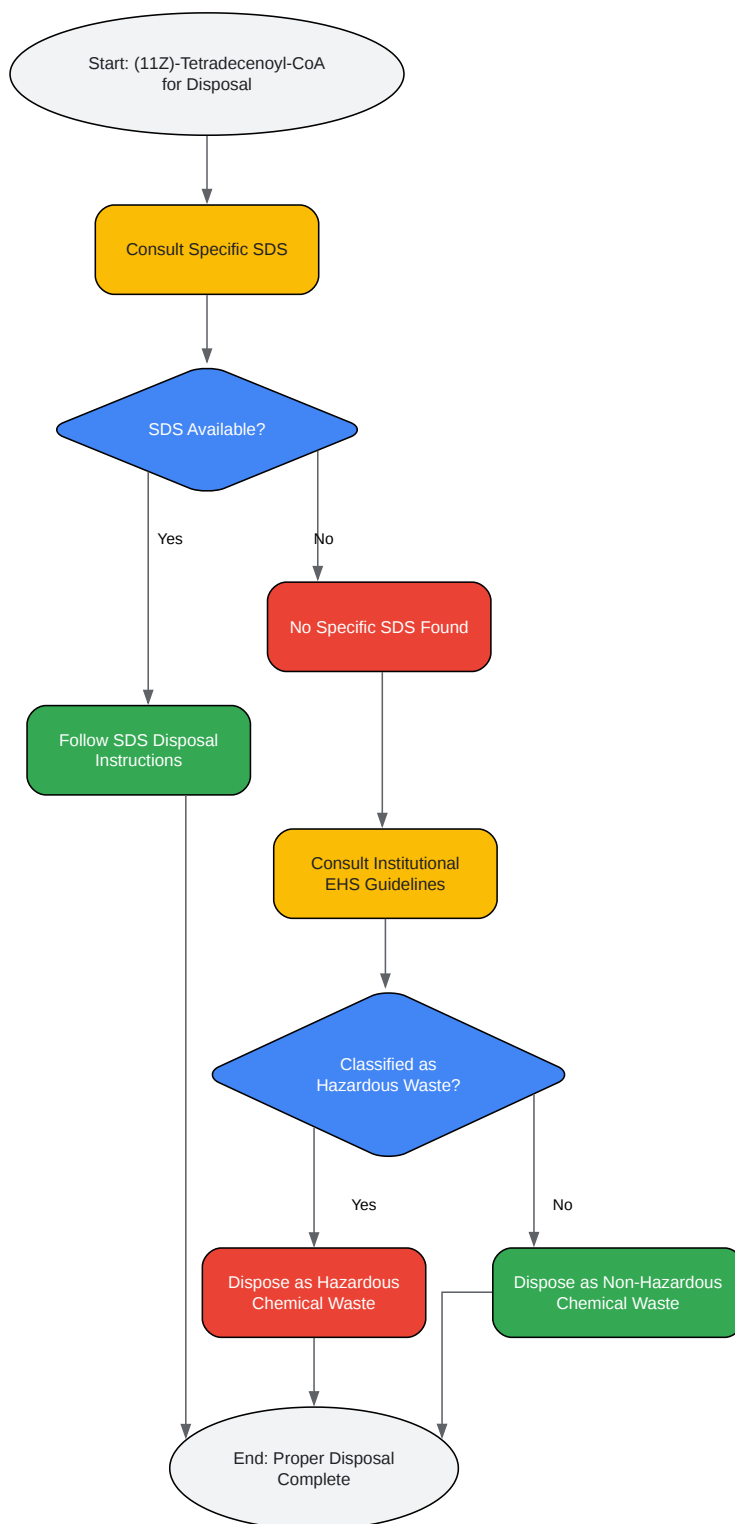 Start: (11Z)-Tetradecenoyl-CoA
for Disposal
Consult Specific SDS
SDS Available?
Yes
No
No Specific SDS Found
Follow SDS Disposal
Instructions
Consult Institutional
EHS Guidelines
Classified as
Hazardous Waste?
Yes
No
Dispose as Hazardous
Chemical Waste
Dispose as Non-Hazardous
Chemical Waste
End: Proper Disposal
Complete